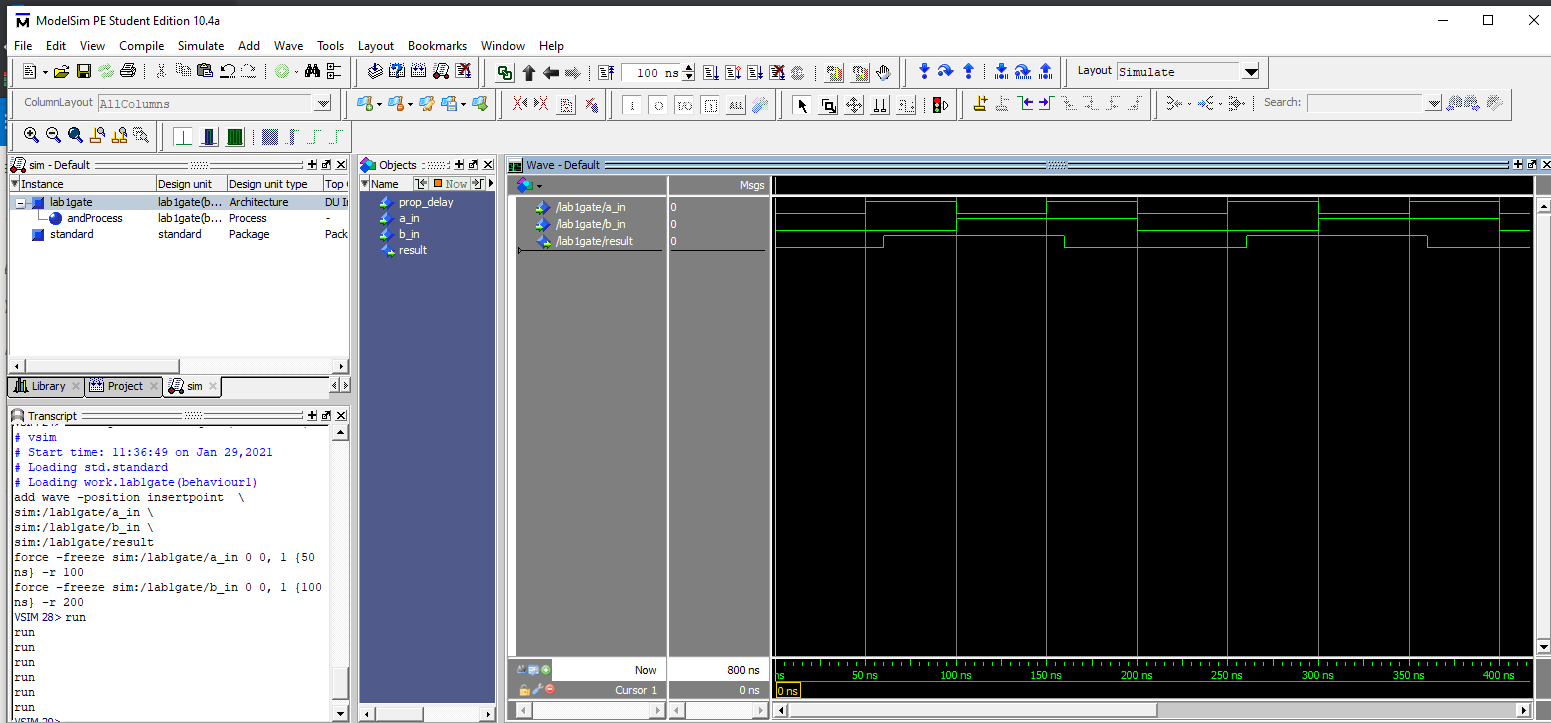 ModelSim PE Student Edition 10.4a
File Edit View Compile Simulate Add Wave Tools Layout Bookmarks Window Help
100 ns
Layout Simulate
ColumnLayout AllColumns
ALL
Search:
sim - Default
Instance Design unit Design unit type Top
lab1gate lab1gate(b... Architecture DU In
andProcess lab1gate(b... Process -
standard standard Package Pack
Library Project sim
Transcript
# vsim
# Start time: 11:36:49 on Jan 29,2021
# Loading std.standard
# Loading work.lab1gate(behaviour1)
add wave -position insertpoint \
sim:/lab1gate/a_in \
sim:/lab1gate/b_in \
sim:/lab1gate/result
force -freeze sim:/lab1gate/a_in 0 0, 1 {50
ns} -r 100
force -freeze sim:/lab1gate/b_in 0 0, 1 {100
ns} -r 200
VSIM 28> run
run
run
run
run
run
run
Objects
Name Now
prop_delay
a_in
b_in
result
Wave - Default
Msgs
/lab1gate/a_in 0
/lab1gate/b_in 0
/lab1gate/result 0
Now 800 ns
Cursor 1 0 ns
ns 50 ns 100 ns 150 ns 200 ns 250 ns 300 ns 350 ns 400 ns
0 ns